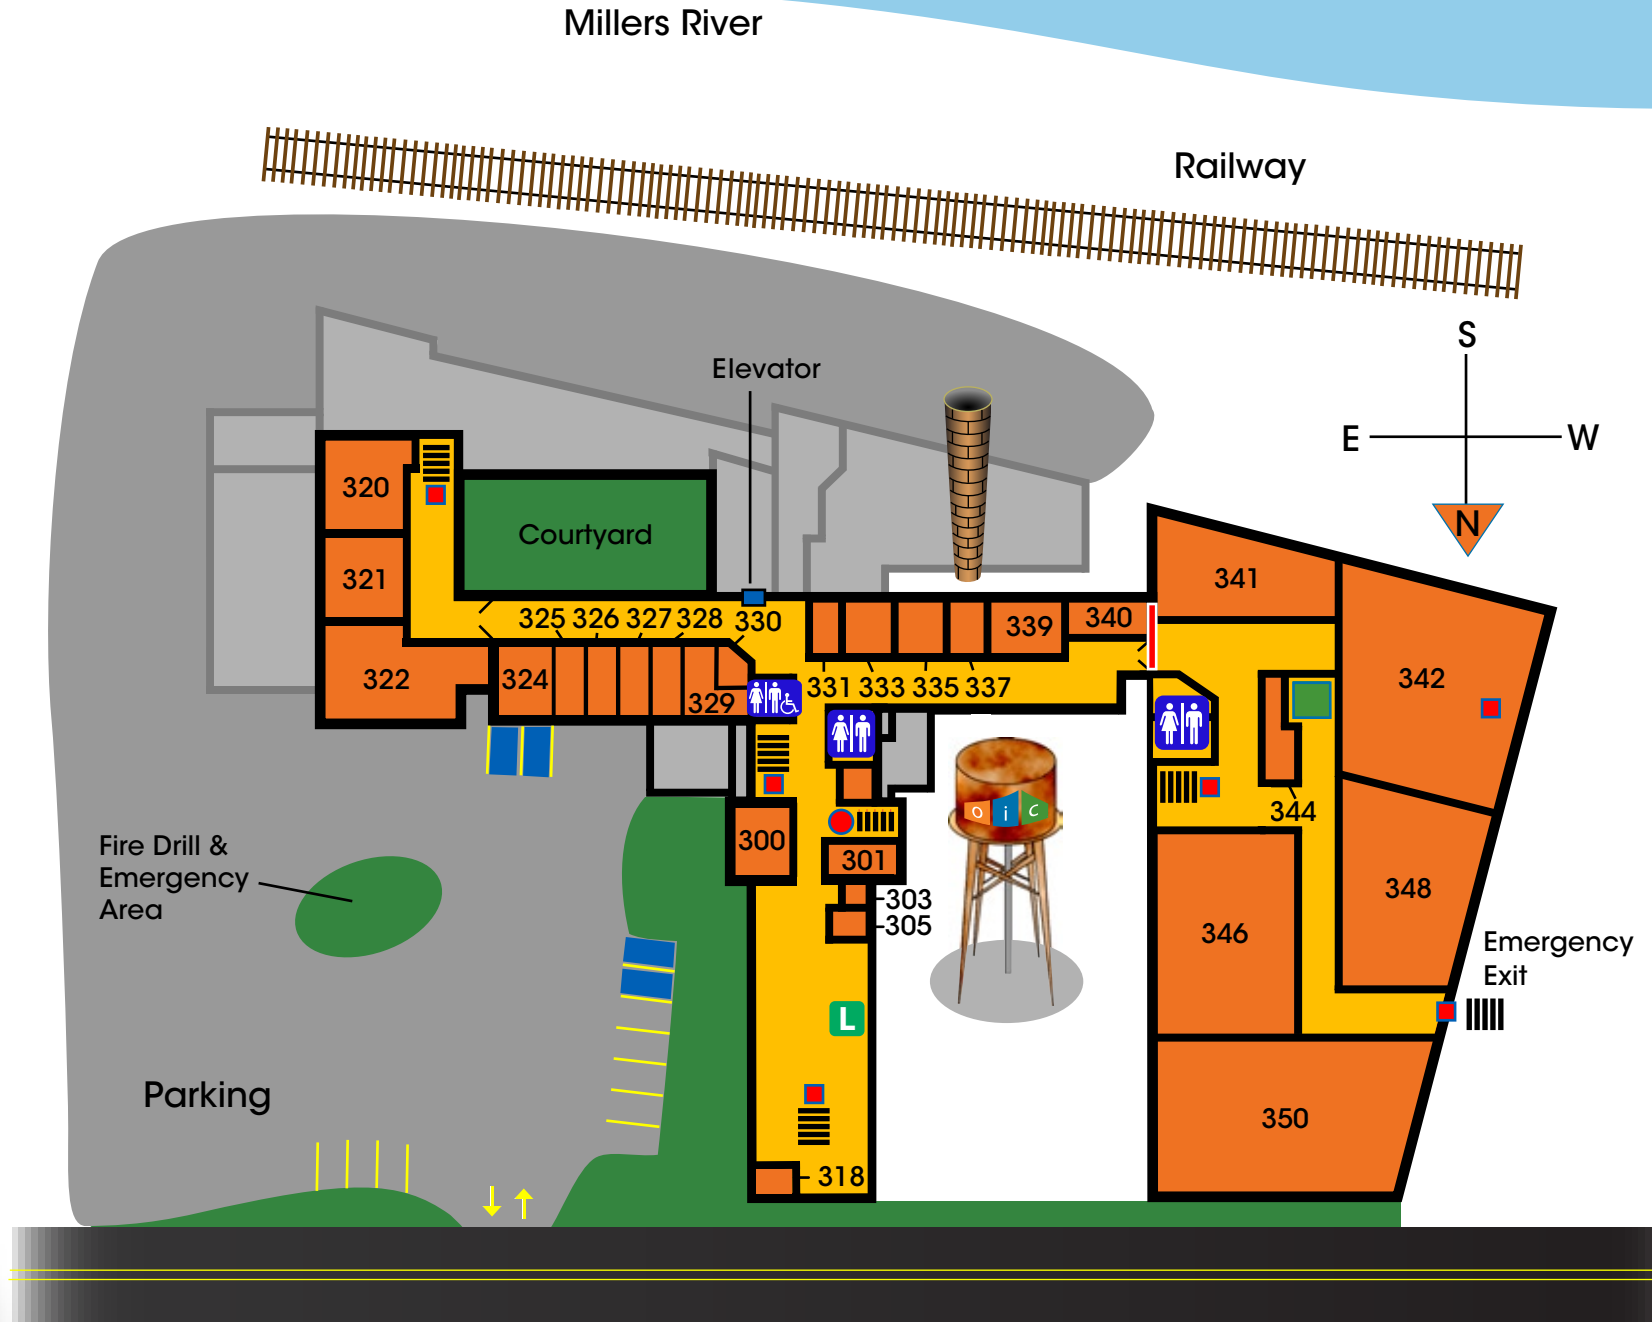 Millers River
Railway
S
E W
N
Elevator
320
Courtyard
321
341
325 326 327 328 330
339 340
322 324 329
331 333 335 337
342
o i c
344
300
301
Fire Drill &
Emergency
Area
303
305
348
346
Emergency
Exit
L
Parking
350
318